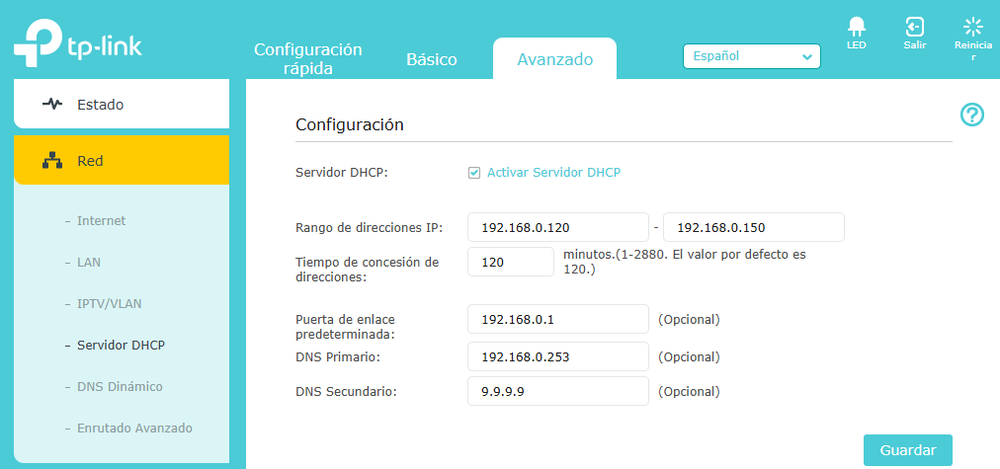 tp-link
Configuración
rápida
Básico
Avanzado
Español
LED
Salir
Reinicia
r
Estado
Red
- Internet
- LAN
- IPTV/VLAN
- Servidor DHCP
- DNS Dinámico
- Enrutado Avanzado
Configuración
?
Servidor DHCP: Activar Servidor DHCP
Rango de direcciones IP: 192.168.0.120 - 192.168.0.150
Tiempo de concesión de
direcciones:
120
minutos.(1-2880. El valor por defecto es
120.)
Puerta de enlace
predeterminada:
192.168.0.1 (Opcional)
DNS Primario: 192.168.0.253 (Opcional)
DNS Secundario: 9.9.9.9 (Opcional)
Guardar